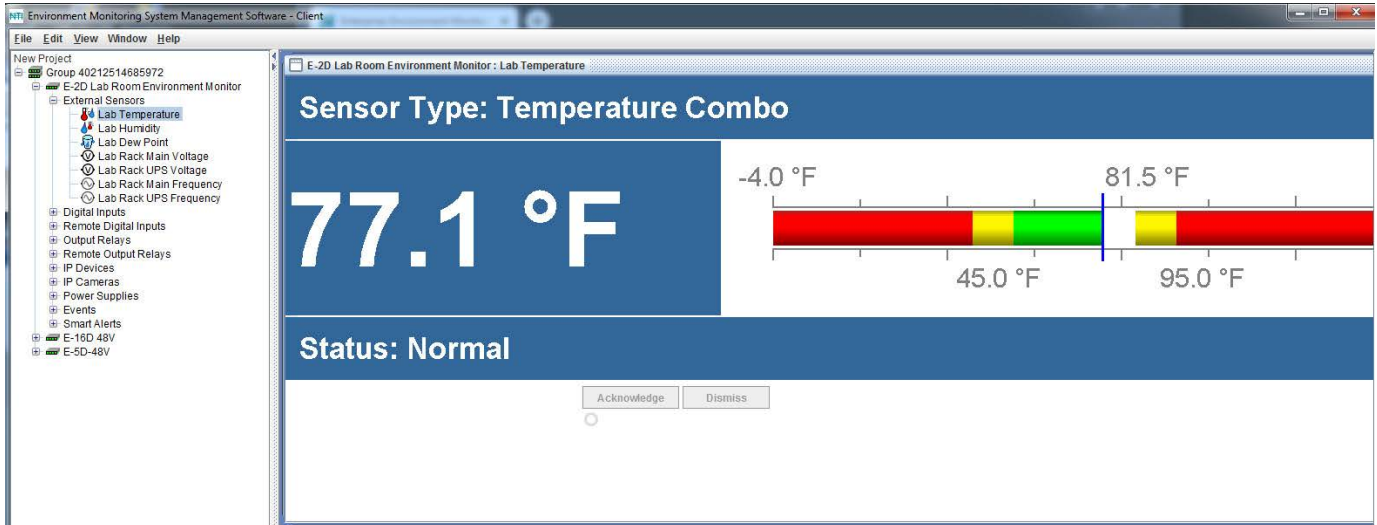 NTI Environment Monitoring System Management Software - Client
File Edit View Window Help
New Project
Group 40212514685972
E-2D Lab Room Environment Monitor
External Sensors
Lab Temperature
Lab Humidity
Lab Dew Point
Lab Rack Main Voltage
Lab Rack UPS Voltage
Lab Rack Main Frequency
Lab Rack UPS Frequency
Digital Inputs
Remote Digital Inputs
Output Relays
Remote Output Relays
IP Devices
IP Cameras
Power Supplies
Events
Smart Alerts
E-16D 48V
E-5D-48V
E-2D Lab Room Environment Monitor : Lab Temperature
Sensor Type: Temperature Combo
77.1 °F
-4.0 °F 81.5 °F
45.0 °F 95.0 °F
Status: Normal
Acknowledge Dismiss